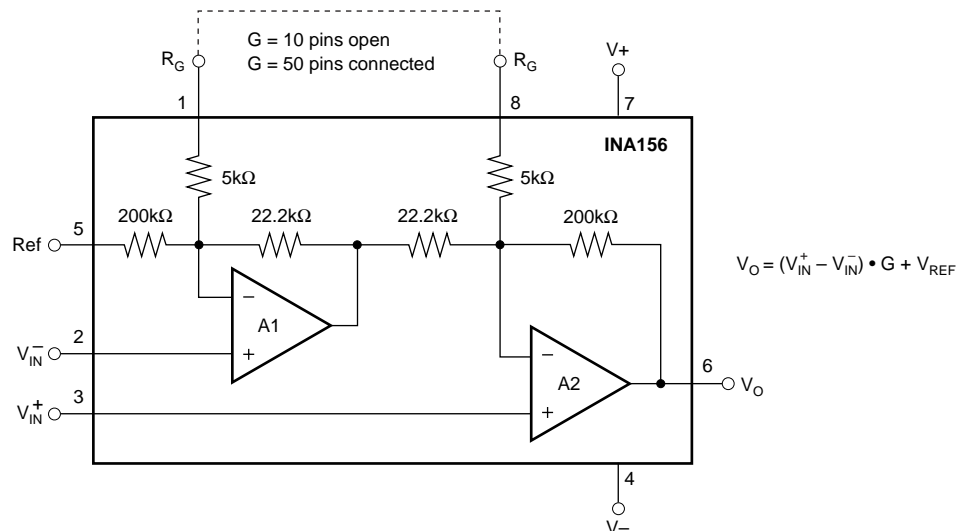 G = 10 pins open
G = 50 pins connected
R_G
R_G
V+
1
8
7
INA156
5kΩ
5kΩ
200kΩ
22.2kΩ
22.2kΩ
200kΩ
5
Ref
V_O = (V_IN^+ − V_IN^−) • G + V_REF
−
A1
+
2
V_IN^−
−
A2
+
6
V_O
3
V_IN^+
4
V−